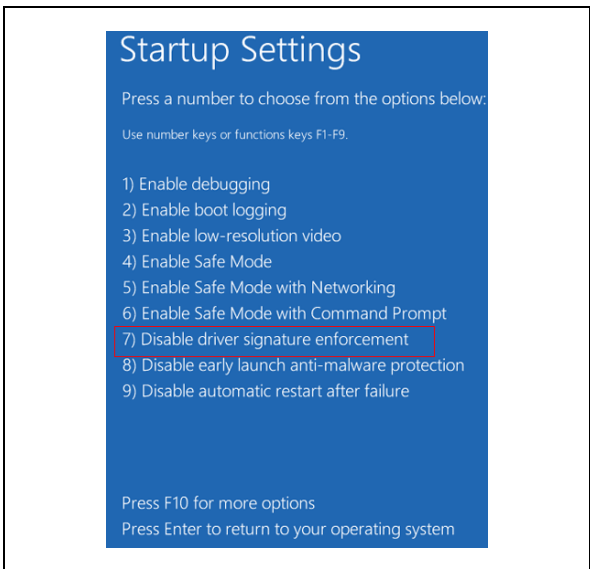 Startup Settings
Press a number to choose from the options below:
Use number keys or functions keys F1-F9.
1) Enable debugging
2) Enable boot logging
3) Enable low-resolution video
4) Enable Safe Mode
5) Enable Safe Mode with Networking
6) Enable Safe Mode with Command Prompt
7) Disable driver signature enforcement
8) Disable early launch anti-malware protection
9) Disable automatic restart after failure
Press F10 for more options
Press Enter to return to your operating system